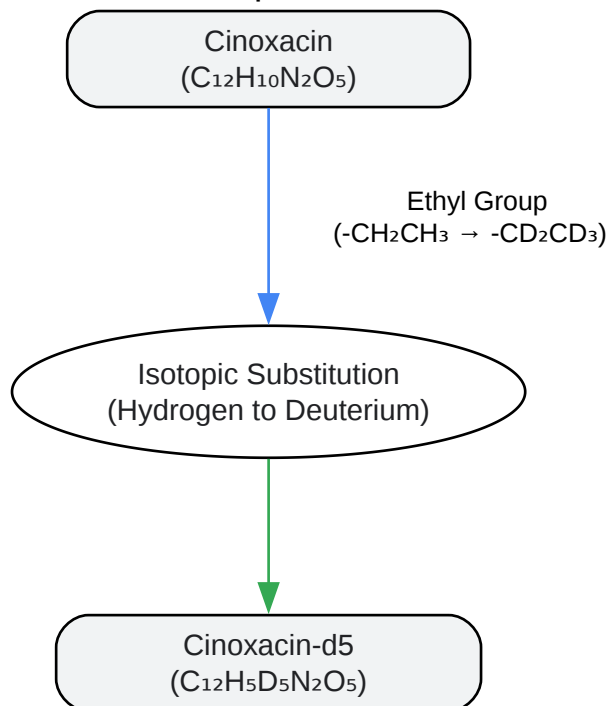 Cinoxacin
(C₁₂H₁₀N₂O₅)
Ethyl Group
(-CH₂CH₃ → -CD₂CD₃)
Isotopic Substitution
(Hydrogen to Deuterium)
Cinoxacin-d5
(C₁₂H₅D₅N₂O₅)